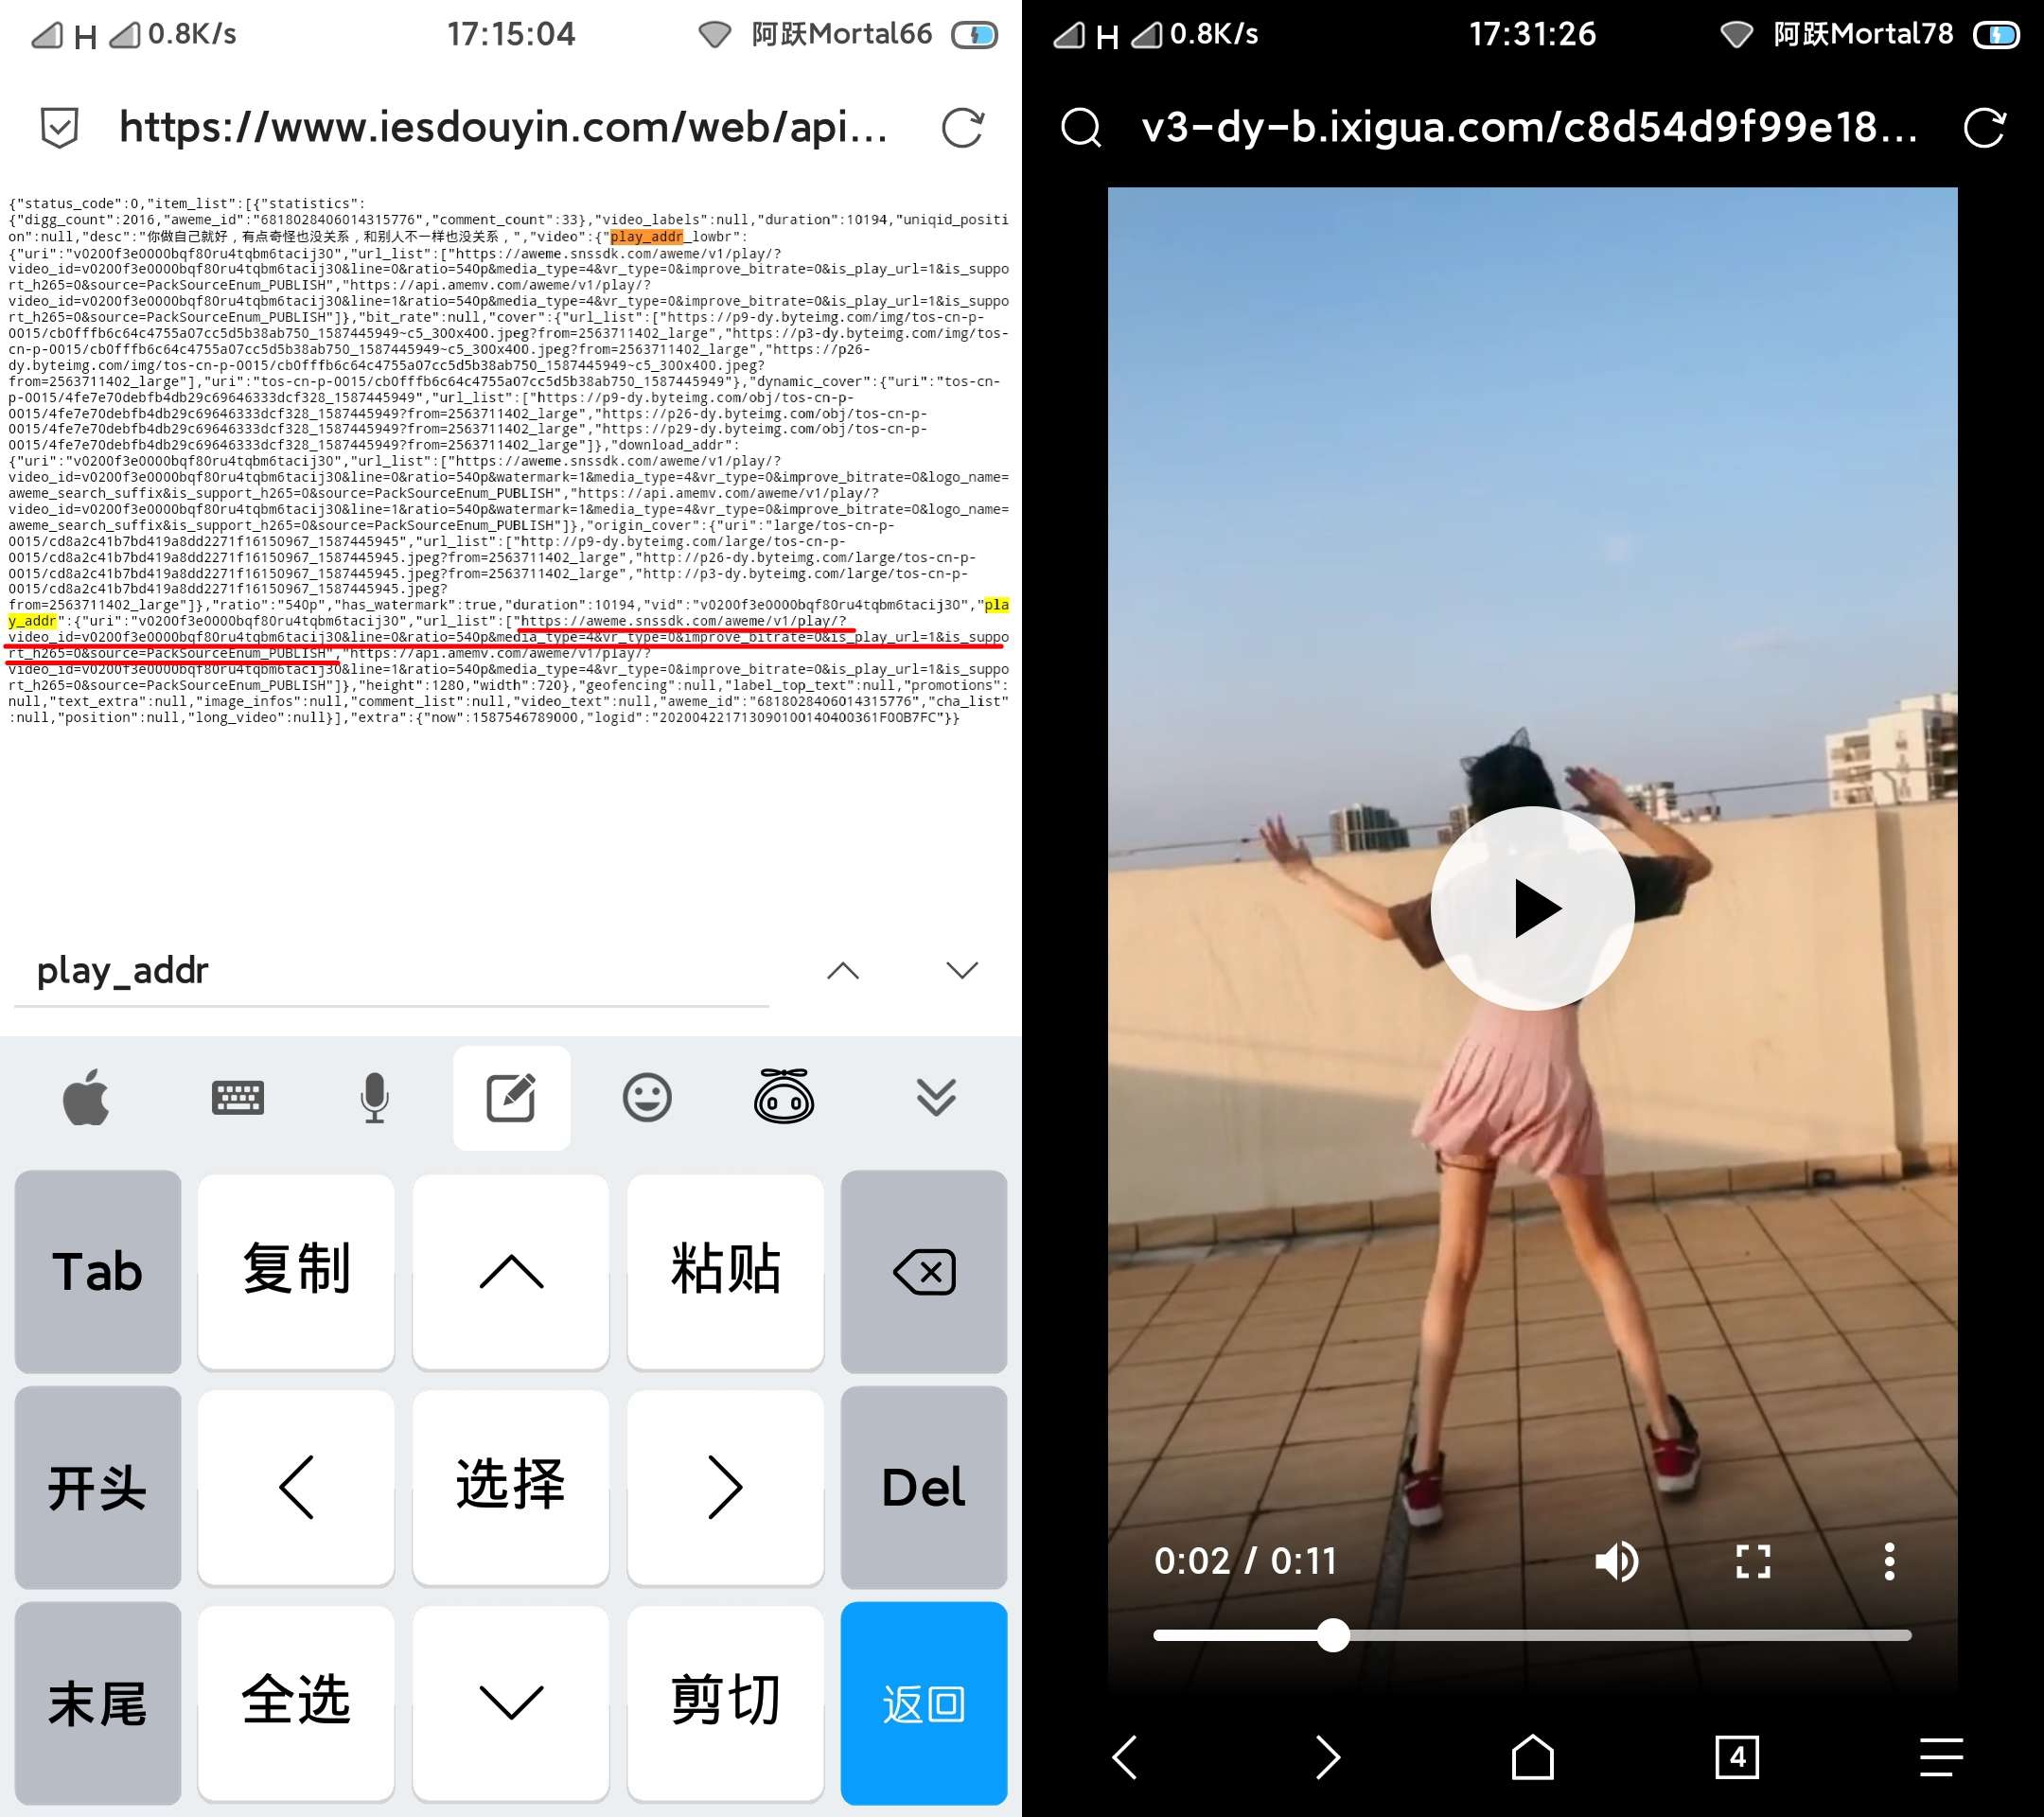 H 0.8K/s 17:15:04 阿跃Mortal66
https://www.iesdouyin.com/web/api...
{"status_code":0,"item_list":[{"statistics":
{"digg_count":2016,"aweme_id":"6818028406014315776","comment_count":33},"video_labels":null,"duration":10194,"uniqid_positi
on":null,"desc":"你做自己就好，有点奇怪也没关系，和别人不一样也没关系，","video":{"play_addr_lowbr":
{"uri":"v0200f3e0000bqf80ru4tqbm6tacij30","url_list":["https://aweme.snssdk.com/aweme/v1/play/?
video_id=v0200f3e0000bqf80ru4tqbm6tacij30&line=0&ratio=540p&media_type=4&vr_type=0&improve_bitrate=0&is_play_url=1&is_suppo
rt_h265=0&source=PackSourceEnum_PUBLISH","https://api.amemv.com/aweme/v1/play/?
video_id=v0200f3e0000bqf80ru4tqbm6tacij30&line=1&ratio=540p&media_type=4&vr_type=0&improve_bitrate=0&is_play_url=1&is_suppo
rt_h265=0&source=PackSourceEnum_PUBLISH"]},"bit_rate":null,"cover":{"url_list":["https://p9-dy.byteimg.com/img/tos-cn-p-
0015/cb0fffb6c64c4755a07cc5d5b38ab750_1587445949~c5_300x400.jpeg?from=2563711402_large","https://p3-dy.byteimg.com/img/tos-
cn-p-0015/cb0fffb6c64c4755a07cc5d5b38ab750_1587445949~c5_300x400.jpeg?from=2563711402_large","https://p26-
dy.byteimg.com/img/tos-cn-p-0015/cb0fffb6c64c4755a07cc5d5b38ab750_1587445949~c5_300x400.jpeg?
from=2563711402_large"],"uri":"tos-cn-p-0015/cb0fffb6c64c4755a07cc5d5b38ab750_1587445949"},"dynamic_cover":{"uri":"tos-cn-
p-0015/4fe7e70debfb4db29c69646333dcf328_1587445949","url_list":["https://p9-dy.byteimg.com/obj/tos-cn-p-
0015/4fe7e70debfb4db29c69646333dcf328_1587445949?from=2563711402_large","https://p26-dy.byteimg.com/obj/tos-cn-p-
0015/4fe7e70debfb4db29c69646333dcf328_1587445949?from=2563711402_large","https://p29-dy.byteimg.com/obj/tos-cn-p-
0015/4fe7e70debfb4db29c69646333dcf328_1587445949?from=2563711402_large"]},"download_addr":
{"uri":"v0200f3e0000bqf80ru4tqbm6tacij30","url_list":["https://aweme.snssdk.com/aweme/v1/play/?
video_id=v0200f3e0000bqf80ru4tqbm6tacij30&line=0&ratio=540p&watermark=1&media_type=4&vr_type=0&improve_bitrate=0&logo_name=
aweme_search_suffix&is_support_h265=0&source=PackSourceEnum_PUBLISH","https://api.amemv.com/aweme/v1/play/?
video_id=v0200f3e0000bqf80ru4tqbm6tacij30&line=1&ratio=540p&watermark=1&media_type=4&vr_type=0&improve_bitrate=0&logo_name=
aweme_search_suffix&is_support_h265=0&source=PackSourceEnum_PUBLISH"]},"origin_cover":{"uri":"large/tos-cn-p-
0015/cd8a2c41b7bd419a8dd2271f16150967_1587445945","url_list":["http://p9-dy.byteimg.com/large/tos-cn-p-
0015/cd8a2c41b7bd419a8dd2271f16150967_1587445945.jpeg?from=2563711402_large","http://p26-dy.byteimg.com/large/tos-cn-p-
0015/cd8a2c41b7bd419a8dd2271f16150967_1587445945.jpeg?from=2563711402_large","http://p3-dy.byteimg.com/large/tos-cn-p-
0015/cd8a2c41b7bd419a8dd2271f16150967_1587445945.jpeg?
from=2563711402_large"]},"ratio":"540p","has_watermark":true,"duration":10194,"vid":"v0200f3e0000bqf80ru4tqbm6tacij30","pla
y_addr":{"uri":"v0200f3e0000bqf80ru4tqbm6tacij30","url_list":["https://aweme.snssdk.com/aweme/v1/play/?
video_id=v0200f3e0000bqf80ru4tqbm6tacij30&line=0&ratio=540p&media_type=4&vr_type=0&improve_bitrate=0&is_play_url=1&is_suppo
rt_h265=0&source=PackSourceEnum_PUBLISH","https://api.amemv.com/aweme/v1/play/?
video_id=v0200f3e0000bqf80ru4tqbm6tacij30&line=1&ratio=540p&media_type=4&vr_type=0&improve_bitrate=0&is_play_url=1&is_suppo
rt_h265=0&source=PackSourceEnum_PUBLISH"]},"height":1280,"width":720},"geofencing":null,"label_top_text":null,"promotions":
null,"text_extra":null,"image_infos":null,"comment_list":null,"video_text":null,"aweme_id":"6818028406014315776","cha_list"
:null,"position":null,"long_video":null}],"extra":{"now":1587546789000,"logid":"202004221713090100140400361F00B7FC"}}
play_addr
Tab 复制 粘贴
开头 选择 Del
末尾 全选 剪切 返回
H 0.8K/s 17:31:26 阿跃Mortal78
v3-dy-b.ixigua.com/c8d54d9f99e18...
0:02 / 0:11
4